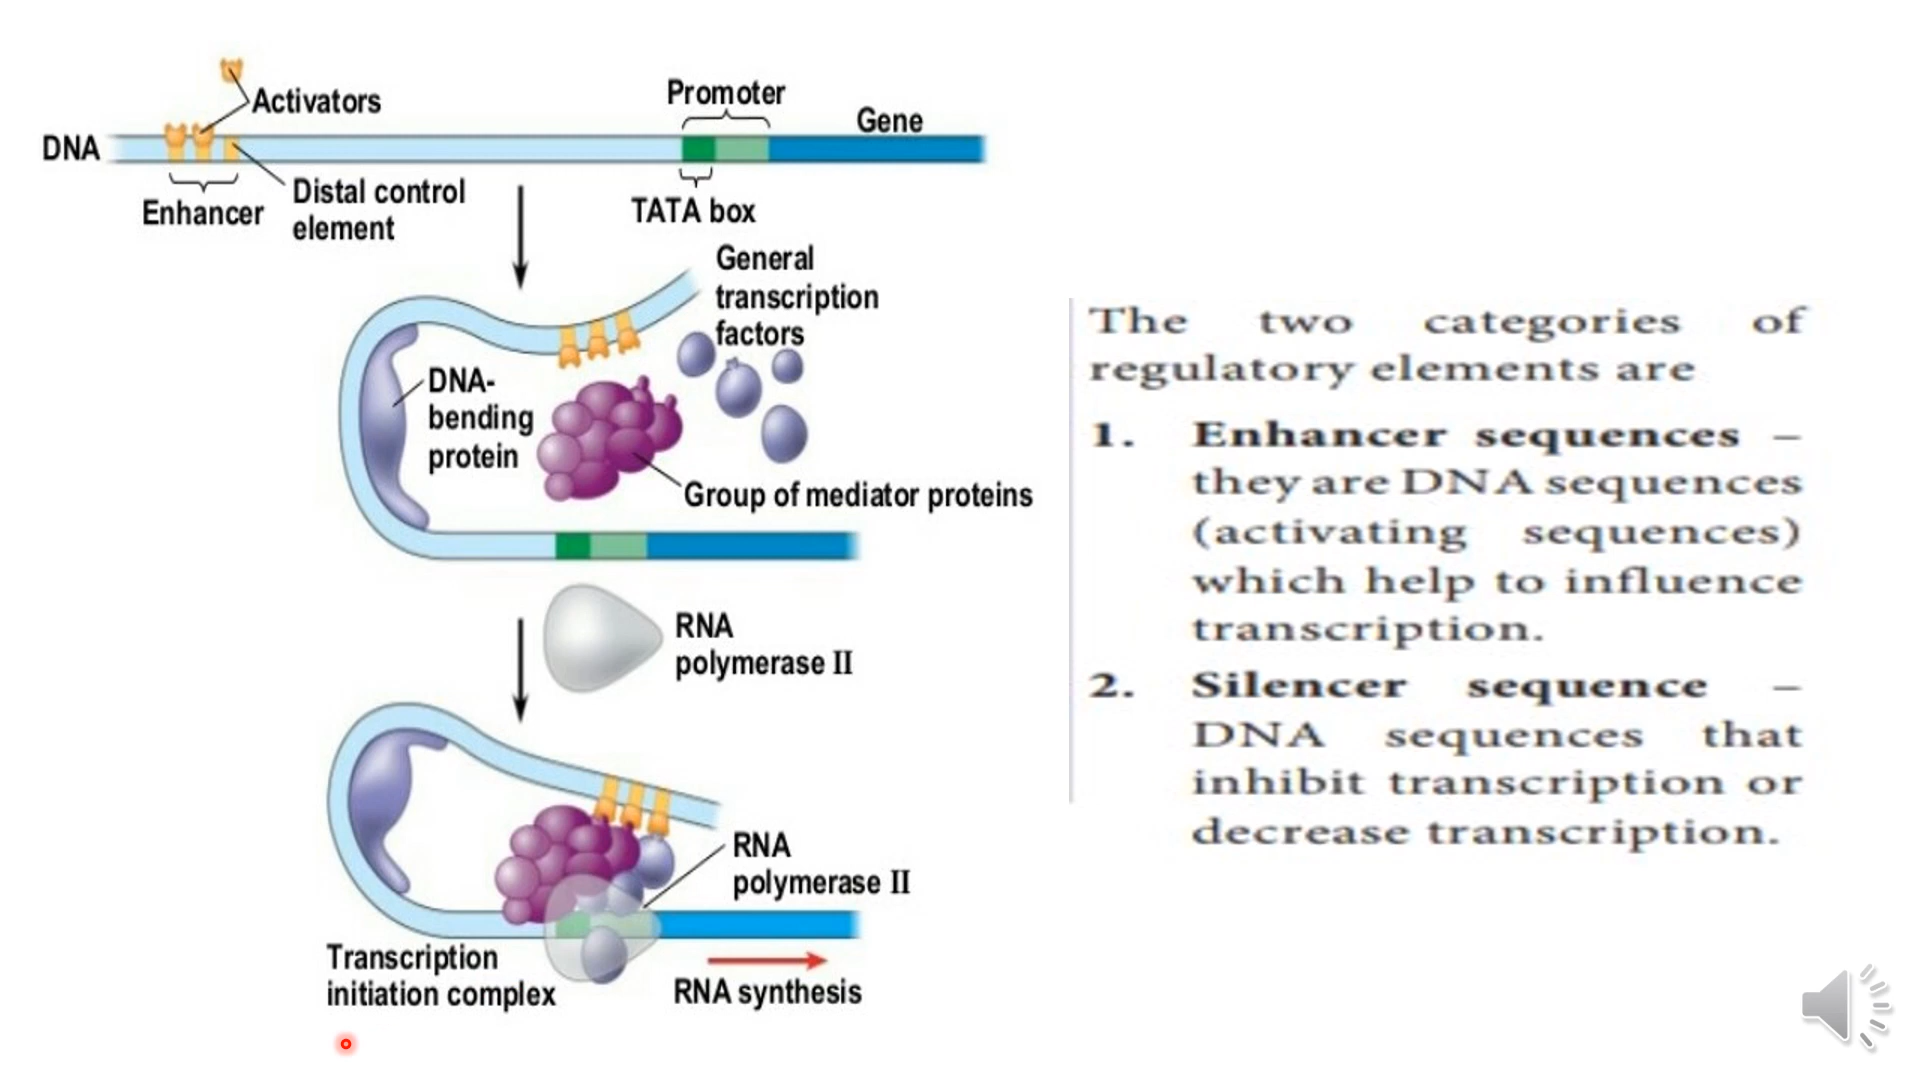 Activators
Promoter
Gene
DNA
Enhancer
Distal control
element
TATA box
General
transcription
factors
DNA-
bending
protein
Group of mediator proteins
RNA
polymerase II
RNA
polymerase II
Transcription
initiation complex
RNA synthesis
The two categories of
regulatory elements are
1. Enhancer sequences –
they are DNA sequences
(activating sequences)
which help to influence
transcription.
2. Silencer sequence –
DNA sequences that
inhibit transcription or
decrease transcription.